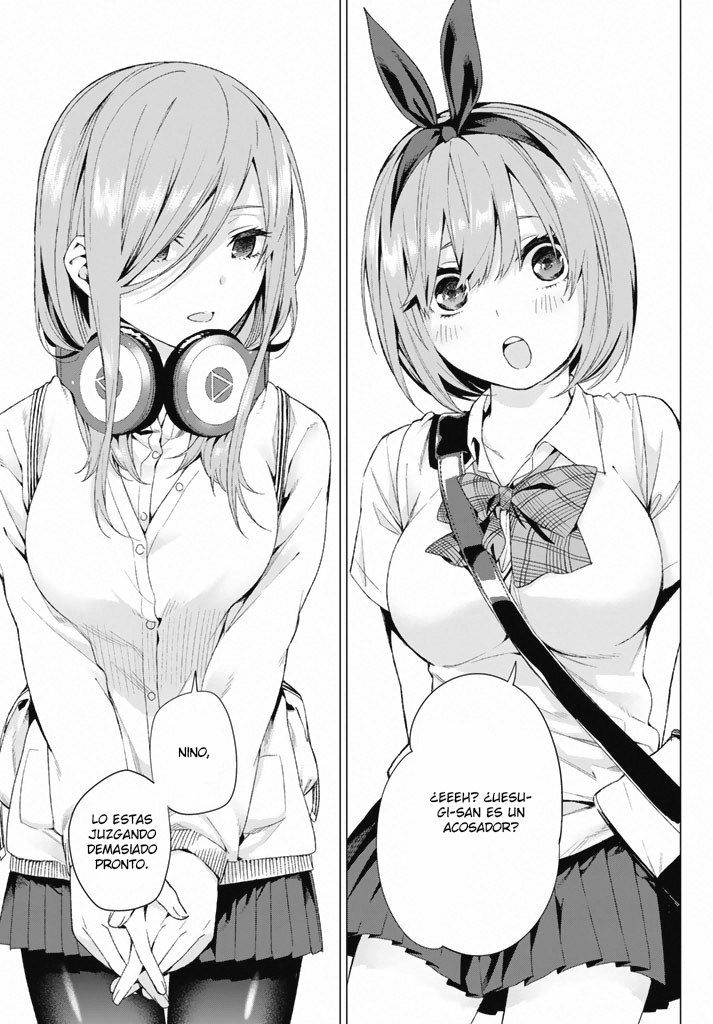 ¿EEEH? ¿UESU-
GI-SAN ES UN
ACOSADOR?
NINO,
LO ESTAS
JUZGANDO
DEMASIADO
PRONTO.